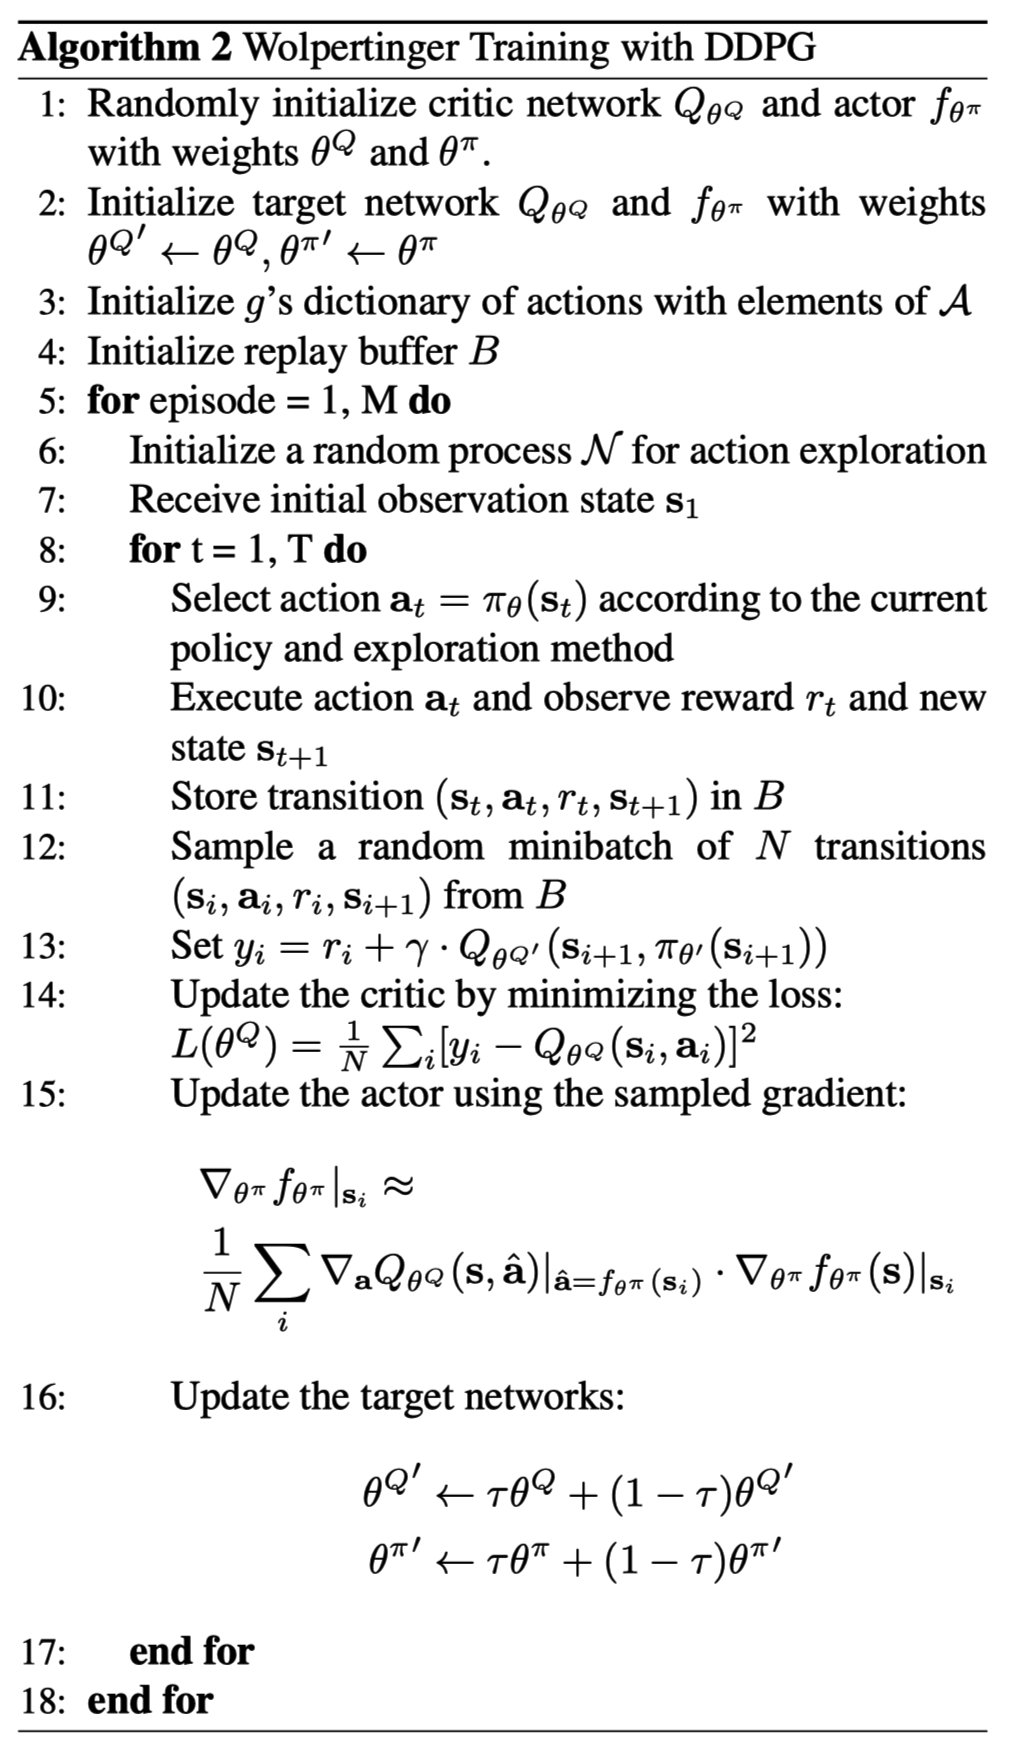 Algorithm 2 Wolpertinger Training with DDPG
1: Randomly initialize critic network $Q_{\theta^Q}$ and actor $f_{\theta^\pi}$
with weights $\theta^Q$ and $\theta^\pi$.
2: Initialize target network $Q_{\theta^Q}$ and $f_{\theta^\pi}$ with weights
$\theta^{Q'} \leftarrow \theta^Q, \theta^{\pi'} \leftarrow \theta^\pi$
3: Initialize $g$'s dictionary of actions with elements of $\mathcal{A}$
4: Initialize replay buffer $B$
5: for episode = 1, M do
6: Initialize a random process $\mathcal{N}$ for action exploration
7: Receive initial observation state $\mathbf{s}_1$
8: for t = 1, T do
9: Select action $\mathbf{a}_t = \pi_\theta(\mathbf{s}_t)$ according to the current
policy and exploration method
10: Execute action $\mathbf{a}_t$ and observe reward $r_t$ and new
state $\mathbf{s}_{t+1}$
11: Store transition $(\mathbf{s}_t, \mathbf{a}_t, r_t, \mathbf{s}_{t+1})$ in $B$
12: Sample a random minibatch of $N$ transitions
$(\mathbf{s}_i, \mathbf{a}_i, r_i, \mathbf{s}_{i+1})$ from $B$
13: Set $y_i = r_i + \gamma \cdot Q_{\theta^{Q'}}(\mathbf{s}_{i+1}, \pi_{\theta'}(\mathbf{s}_{i+1}))$
14: Update the critic by minimizing the loss:
$L(\theta^Q) = \frac{1}{N} \sum_i [y_i - Q_{\theta^Q}(\mathbf{s}_i, \mathbf{a}_i)]^2$
15: Update the actor using the sampled gradient:
$\nabla_{\theta^\pi} f_{\theta^\pi}|_{\mathbf{s}_i} \approx$
$\frac{1}{N} \sum_i \nabla_{\mathbf{a}} Q_{\theta^Q}(\mathbf{s}, \hat{\mathbf{a}})|_{\hat{\mathbf{a}}=f_{\theta^\pi}(\mathbf{s}_i)} \cdot \nabla_{\theta^\pi} f_{\theta^\pi}(\mathbf{s})|_{\mathbf{s}_i}$
16: Update the target networks:
$\theta^{Q'} \leftarrow \tau\theta^Q + (1 - \tau)\theta^{Q'}$
$\theta^{\pi'} \leftarrow \tau\theta^\pi + (1 - \tau)\theta^{\pi'}$
17: end for
18: end for